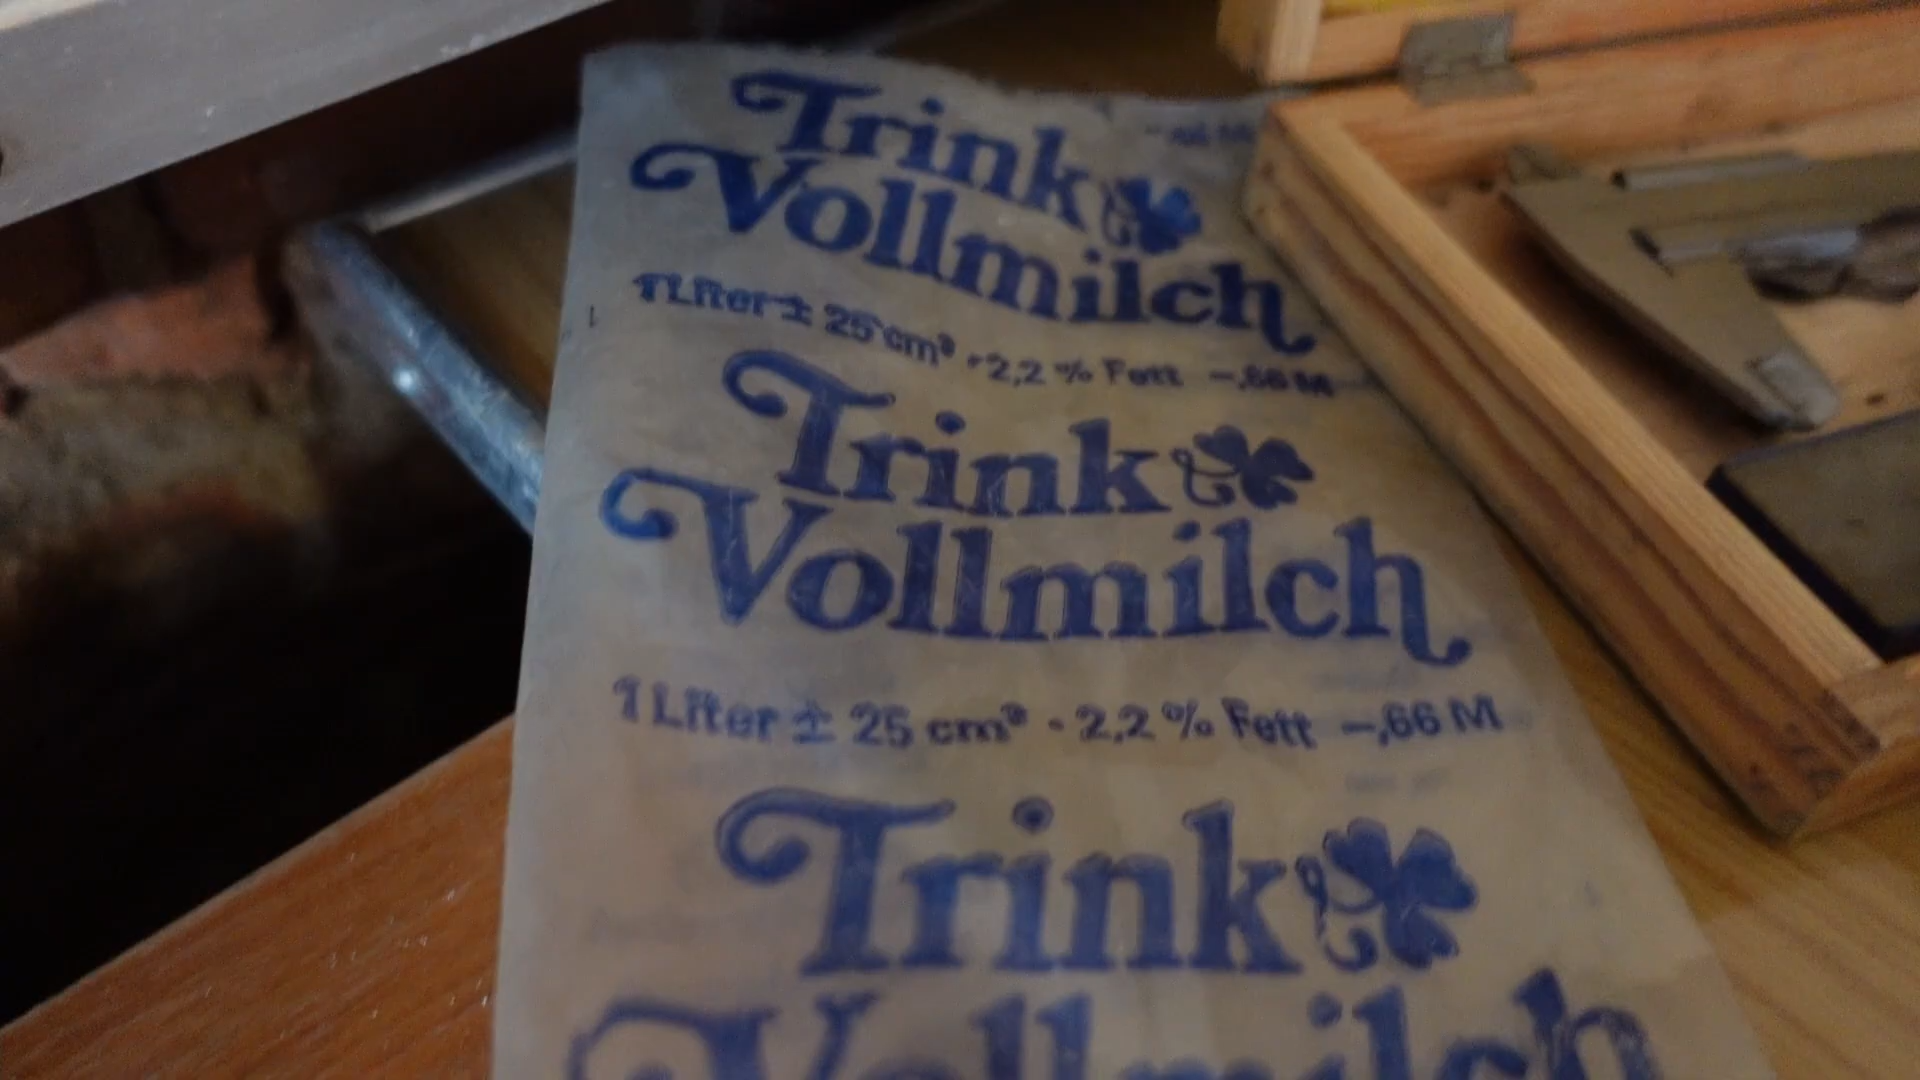 Trink
Vollmilch
1 Liter ± 25 cm³ · 2,2 % Fett -,66 M
Trink
Vollmilch
1 Liter ± 25 cm³ · 2,2 % Fett -,66 M
Trink
Vollmilch